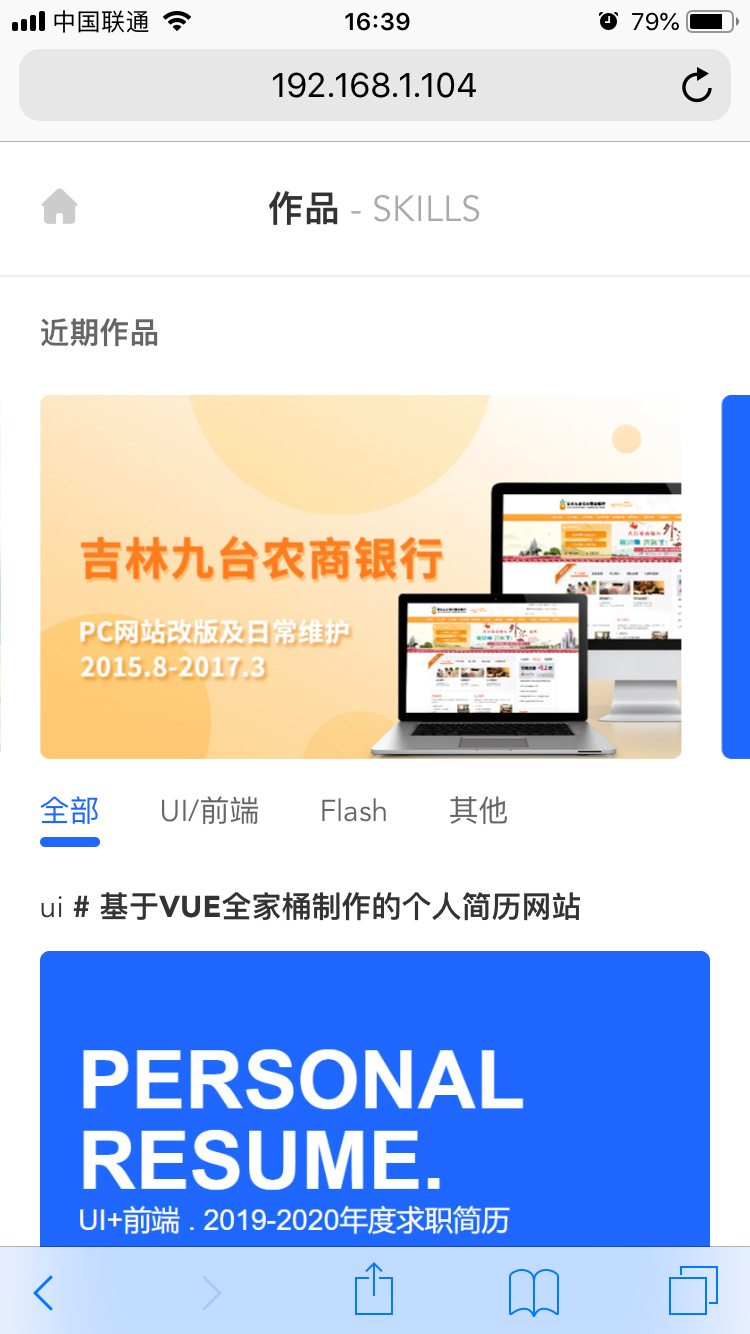 中国联通 16:39 79%
192.168.1.104
作品 - SKILLS
近期作品
吉林九台农商银行
PC网站改版及日常维护
2015.8-2017.3
全部 UI/前端 Flash 其他
ui # 基于VUE全家桶制作的个人简历网站
PERSONAL
RESUME.
UI+前端 . 2019-2020年度求职简历